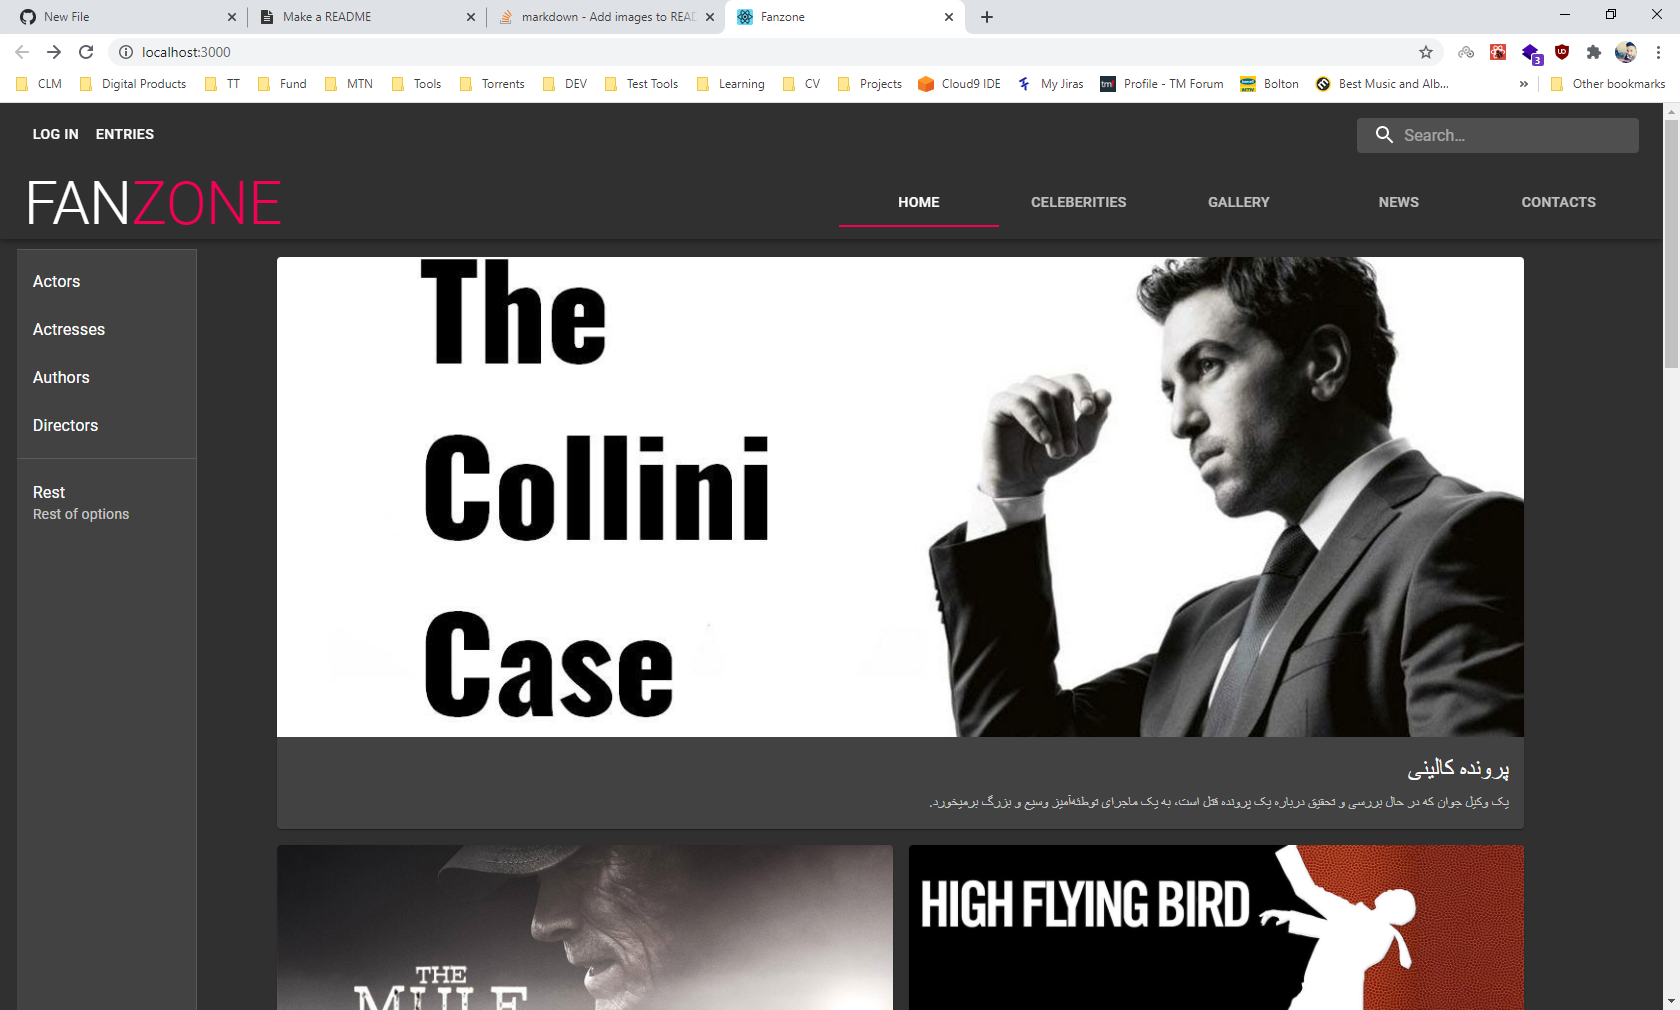 New File
Make a README
markdown - Add images to READ
Fanzone
localhost:3000
CLM
Digital Products
TT
Fund
MTN
Tools
Torrents
DEV
Test Tools
Learning
CV
Projects
Cloud9 IDE
My Jiras
Profile - TM Forum
Bolton
Best Music and Alb...
Other bookmarks
LOG IN
ENTRIES
Search...
FANZONE
HOME
CELEBERITIES
GALLERY
NEWS
CONTACTS
Actors
Actresses
Authors
Directors
Rest
Rest of options
The
Collini
Case
پرونده کالینی
یک وکیل جوان که در حال بررسی و تحقیق درباره یک پرونده قتل است، به یک ماجرای توطئه‌آمیز وسیع و بزرگ برمیخورد.
THE
MULE
HIGH FLYING BIRD